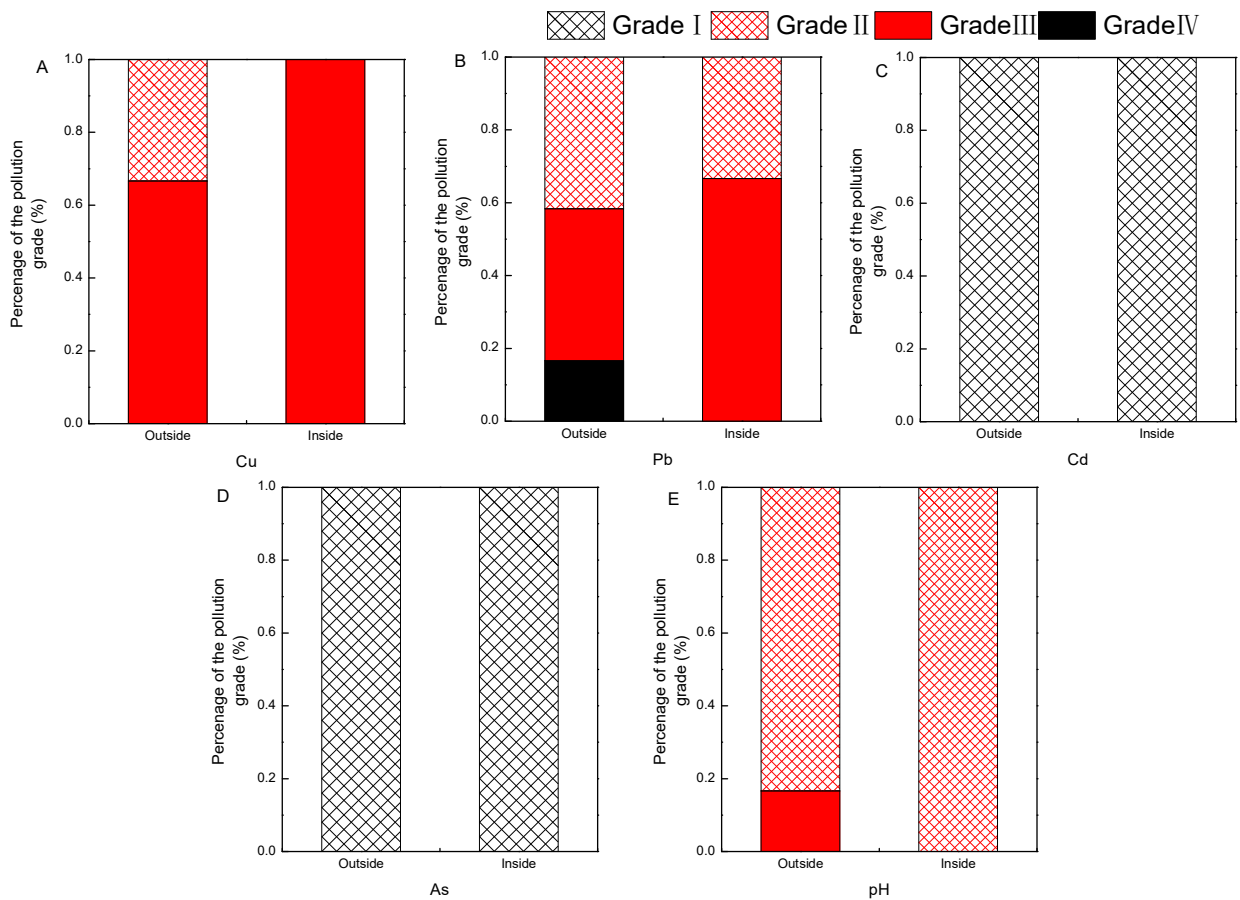 Grade Ⅰ Grade Ⅱ GradeⅢ GradeⅣ
A
1.0
0.8
0.6
0.4
0.2
0.0
Percenage of the pollution
grade (%)
Outside Inside
Cu
B
1.0
0.8
0.6
0.4
0.2
0.0
Percenage of the pollution
grade (%)
Outside Inside
Pb
C
1.0
0.8
0.6
0.4
0.2
0.0
Percenage of the pollution
grade (%)
Outside Inside
Cd
D
1.0
0.8
0.6
0.4
0.2
0.0
Percenage of the pollution
grade (%)
Outside Inside
As
E
1.0
0.8
0.6
0.4
0.2
0.0
Percenage of the pollution
grade (%)
Outside Inside
pH